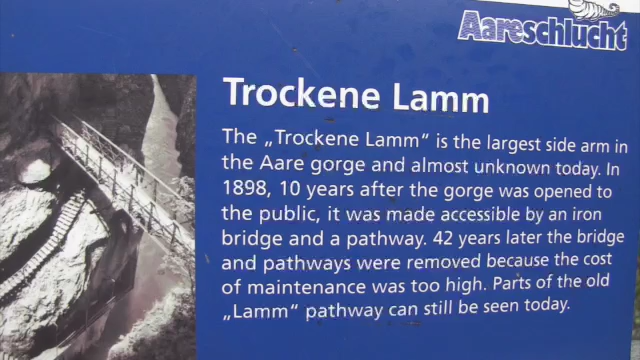 Aareschlucht
Trockene Lamm
The „Trockene Lamm“ is the largest side arm in
the Aare gorge and almost unknown today. In
1898, 10 years after the gorge was opened to
the public, it was made accessible by an iron
bridge and a pathway. 42 years later the bridge
and pathways were removed because the cost
of maintenance was too high. Parts of the old
„Lamm“ pathway can still be seen today.